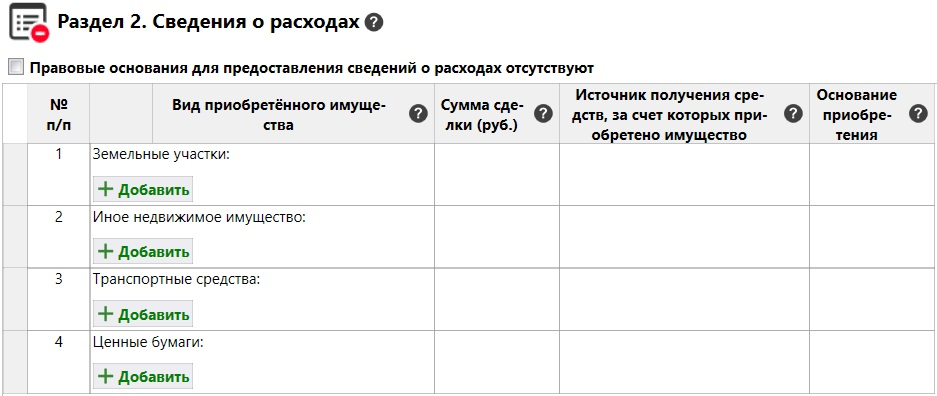 Раздел 2. Сведения о расходах ?
Правовые основания для предоставления сведений о расходах отсутствуют
№ п/п
Вид приобретённого имуще-
ства ?
Сумма сде-
лки (руб.) ?
Источник получения сре-
дств, за счет которых при-
обретено имущество ?
Основание
приобре-
тения ?
1 Земельные участки:
+ Добавить
2 Иное недвижимое имущество:
+ Добавить
3 Транспортные средства:
+ Добавить
4 Ценные бумаги:
+ Добавить